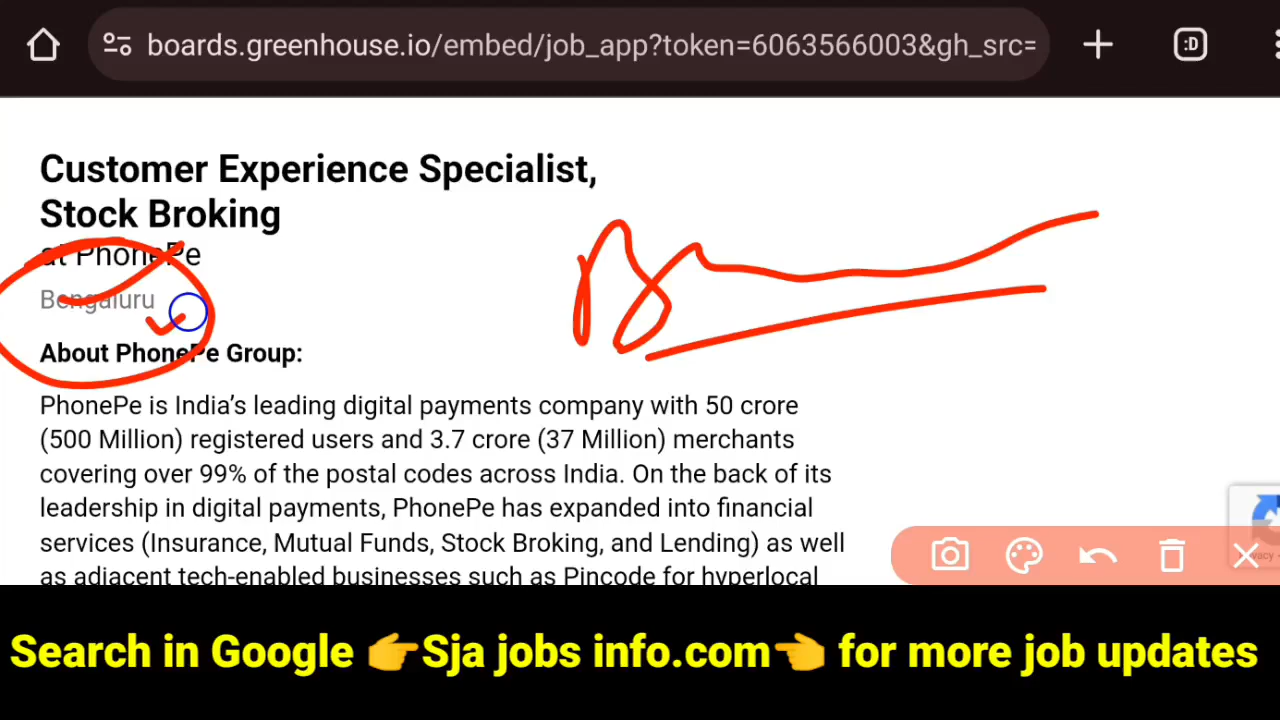 boards.greenhouse.io/embed/job_app?token=6063566003&gh_src=
:D
Customer Experience Specialist,
Stock Broking
at PhonePe
Bengaluru
About PhonePe Group:
PhonePe is India’s leading digital payments company with 50 crore
(500 Million) registered users and 3.7 crore (37 Million) merchants
covering over 99% of the postal codes across India. On the back of its
leadership in digital payments, PhonePe has expanded into financial
services (Insurance, Mutual Funds, Stock Broking, and Lending) as well
as adjacent tech-enabled businesses such as Pincode for hyperlocal
Search in Google 👉Sja jobs info.com👈 for more job updates